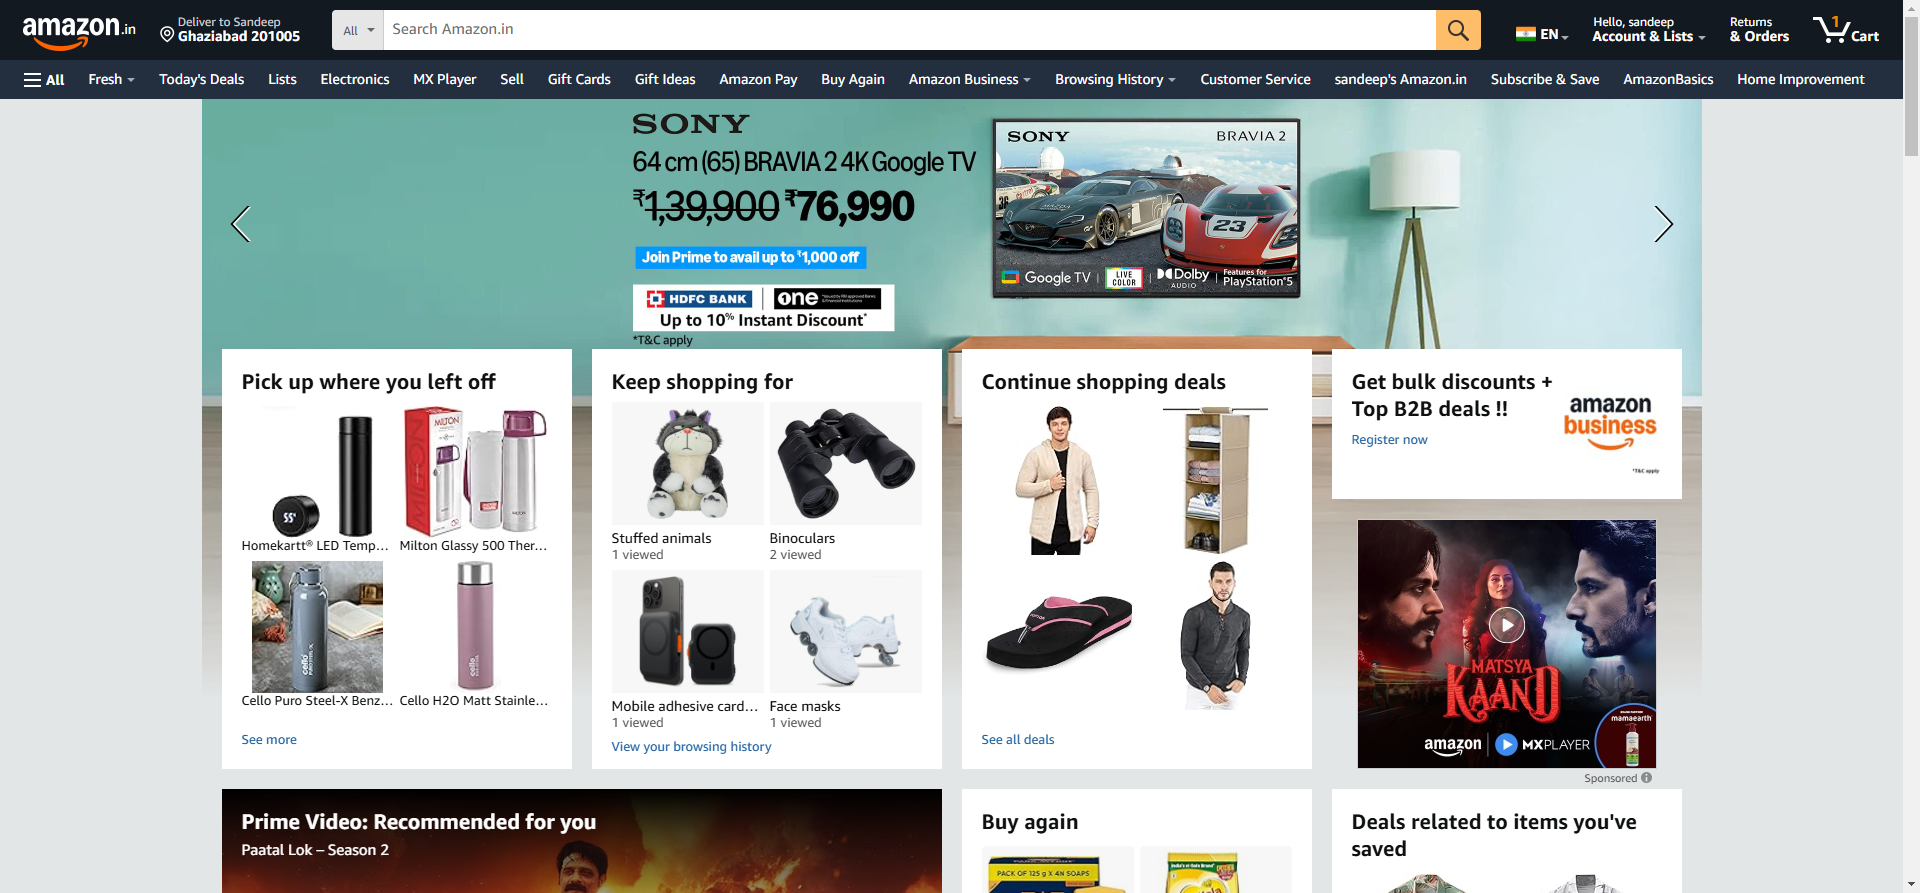 amazon.in
Deliver to Sandeep
Ghaziabad 201005
All
Search Amazon.in
EN
Hello, sandeep
Account & Lists
Returns
& Orders
1
Cart
All
Fresh
Today's Deals
Lists
Electronics
MX Player
Sell
Gift Cards
Gift Ideas
Amazon Pay
Buy Again
Amazon Business
Browsing History
Customer Service
sandeep's Amazon.in
Subscribe & Save
AmazonBasics
Home Improvement
SONY
64 cm (65) BRAVIA 2 4K Google TV
₹1,39,900 ₹76,990
Join Prime to avail up to ₹1,000 off
HDFC BANK
one
Up to 10% Instant Discount*
*T&C apply
SONY
BRAVIA 2
36
23
Google TV
LIVE
COLOR
Dolby
AUDIO
Features for
PlayStation®5
Pick up where you left off
MILTON
55°
MILTON
Homekartt® LED Temp...
Milton Glassy 500 Ther...
cello
Cello Puro Steel-X Benz...
Cello H2O Matt Stainle...
See more
Keep shopping for
Stuffed animals
1 viewed
Binoculars
2 viewed
Mobile adhesive card...
1 viewed
Face masks
1 viewed
View your browsing history
Continue shopping deals
See all deals
Get bulk discounts +
Top B2B deals !!
Register now
amazon
business
*T&C apply
MATSYA
KAAND
amazon
MXPLAYER
mamaearth
Sponsored
Prime Video: Recommended for you
Paatal Lok – Season 2
Buy again
PACK OF 125 g X 4N SOAPS
Deals related to items you've
saved